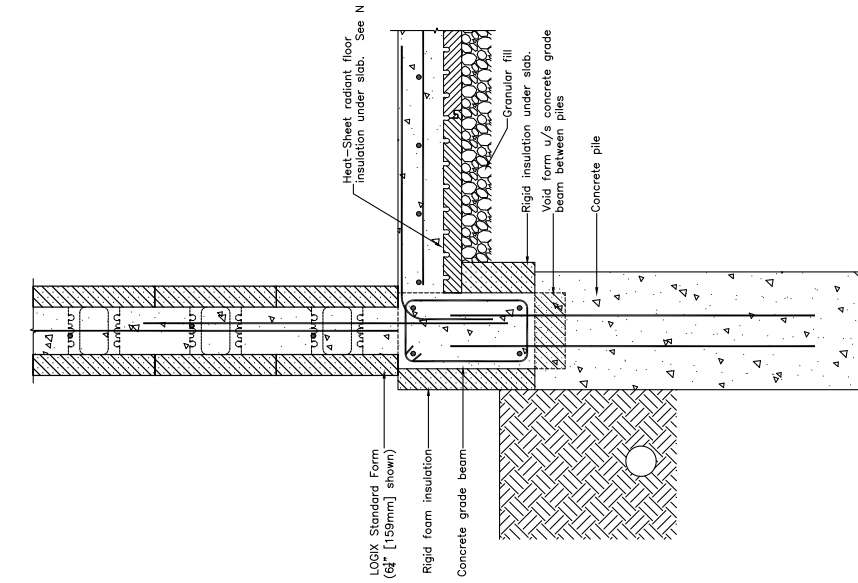 Heat-Sheet radiant floor
insulation under slab. See N
Granular fill
Rigid insulation under slab.
Void form u/s concrete grade
beam between piles
Concrete pile
LOGIX Standard Form
(6¼" [159mm] shown)
Rigid foam insulation
Concrete grade beam